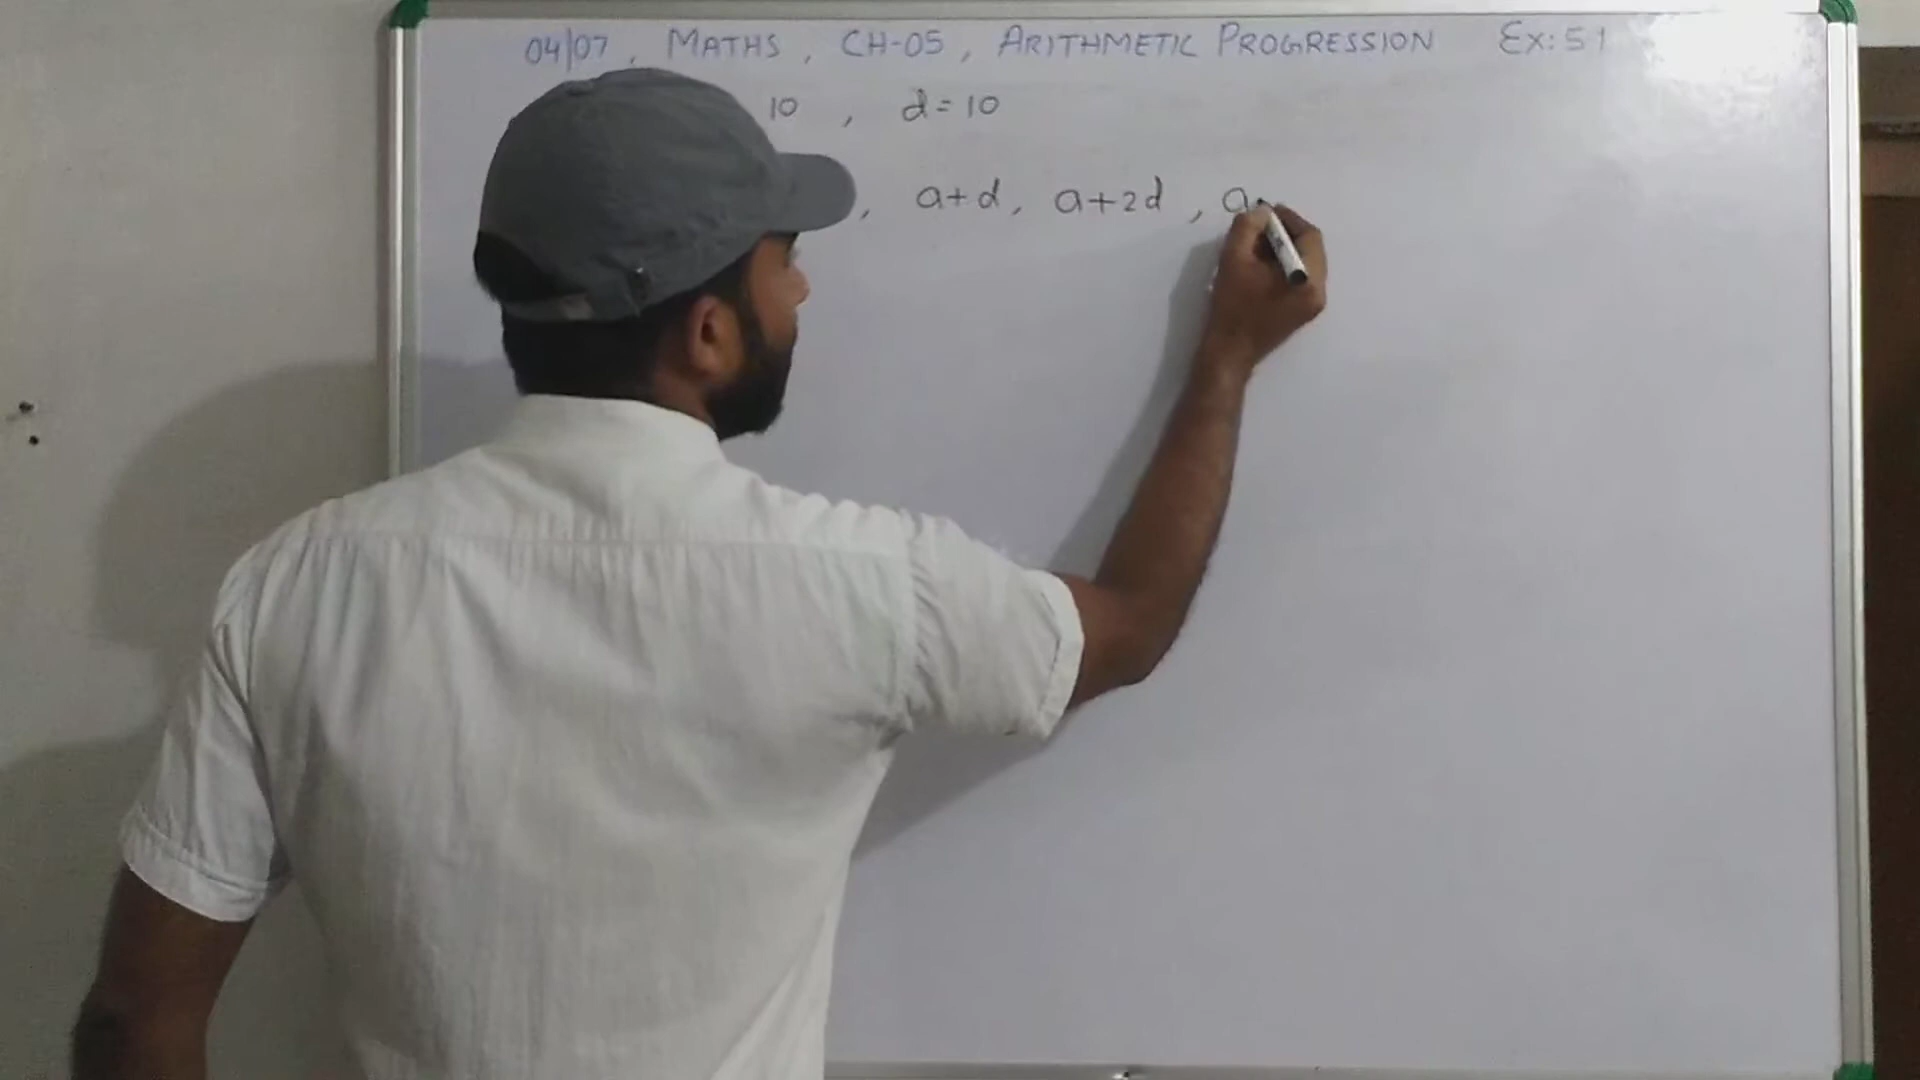 04/07, MATHS, CH-05, ARITHMETIC PROGRESSION Ex: 5.1
10, d = 10
, a+d, a+2d, a